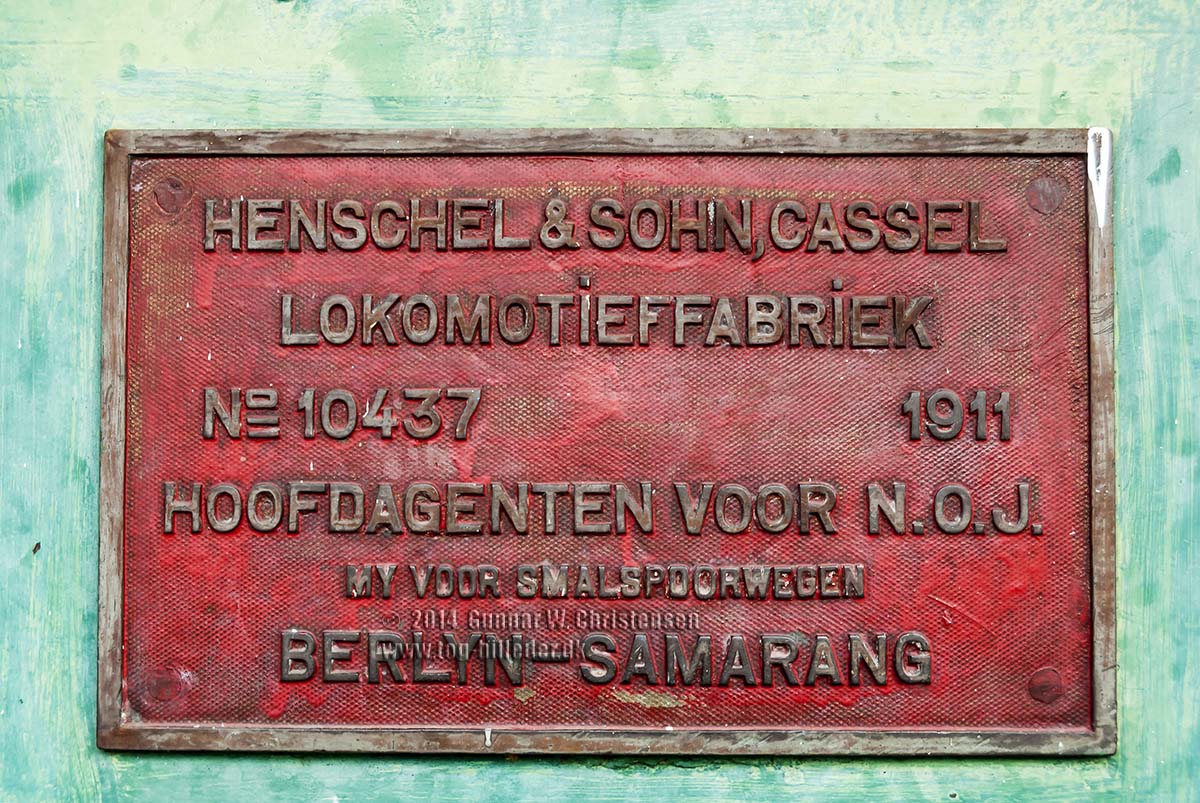 HENSCHEL & SOHN, CASSEL
LOKOMOTiEFFABRiEK
Nº 10437 1911
HOOFDAGENTEN VOOR N.O.J.
MY VOOR SMALSPOORWEGEN
© 2014 Gunnar W. Christensen
www.tog-billeder.dk
BERLYN-SAMARANG